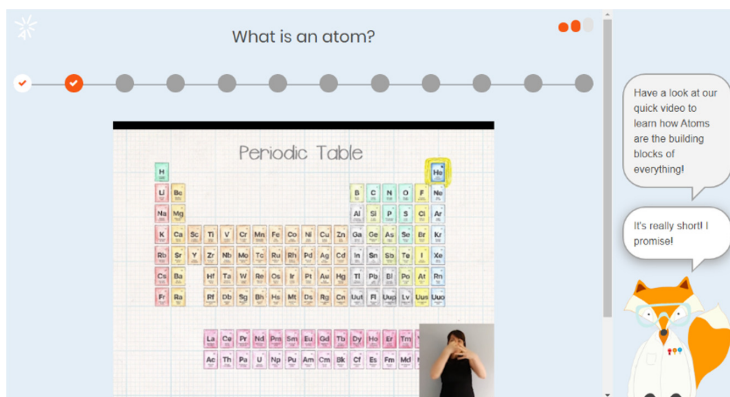 What is an atom?
Have a look at our
quick video to
learn how Atoms
are the building
blocks of
everything!
It's really short! I
promise!
Periodic Table
H He
Li Be B C N O F Ne
Na Mg Al Si P S Cl Ar
K Ca Sc Ti V Cr Mn Fe Co Ni Cu Zn Ga Ge As Se Br Kr
Rb Sr Y Zr Nb Mo Tc Ru Rh Pd Ag Cd In Sn Sb Te I Xe
Cs Ba Hf Ta W Re Os Ir Pt Au Hg Tl Pb Bi Po At Rn
Fr Ra Rf Db Sg Bh Hs Mt Ds Rg Cn Uut Fl Uup Lv Uus Uuo
La Ce Pr Nd Pm Sm Eu Gd Tb Dy Ho Er Tm
Ac Th Pa U Np Pu Am Cm Bk Cf Es Fm Md